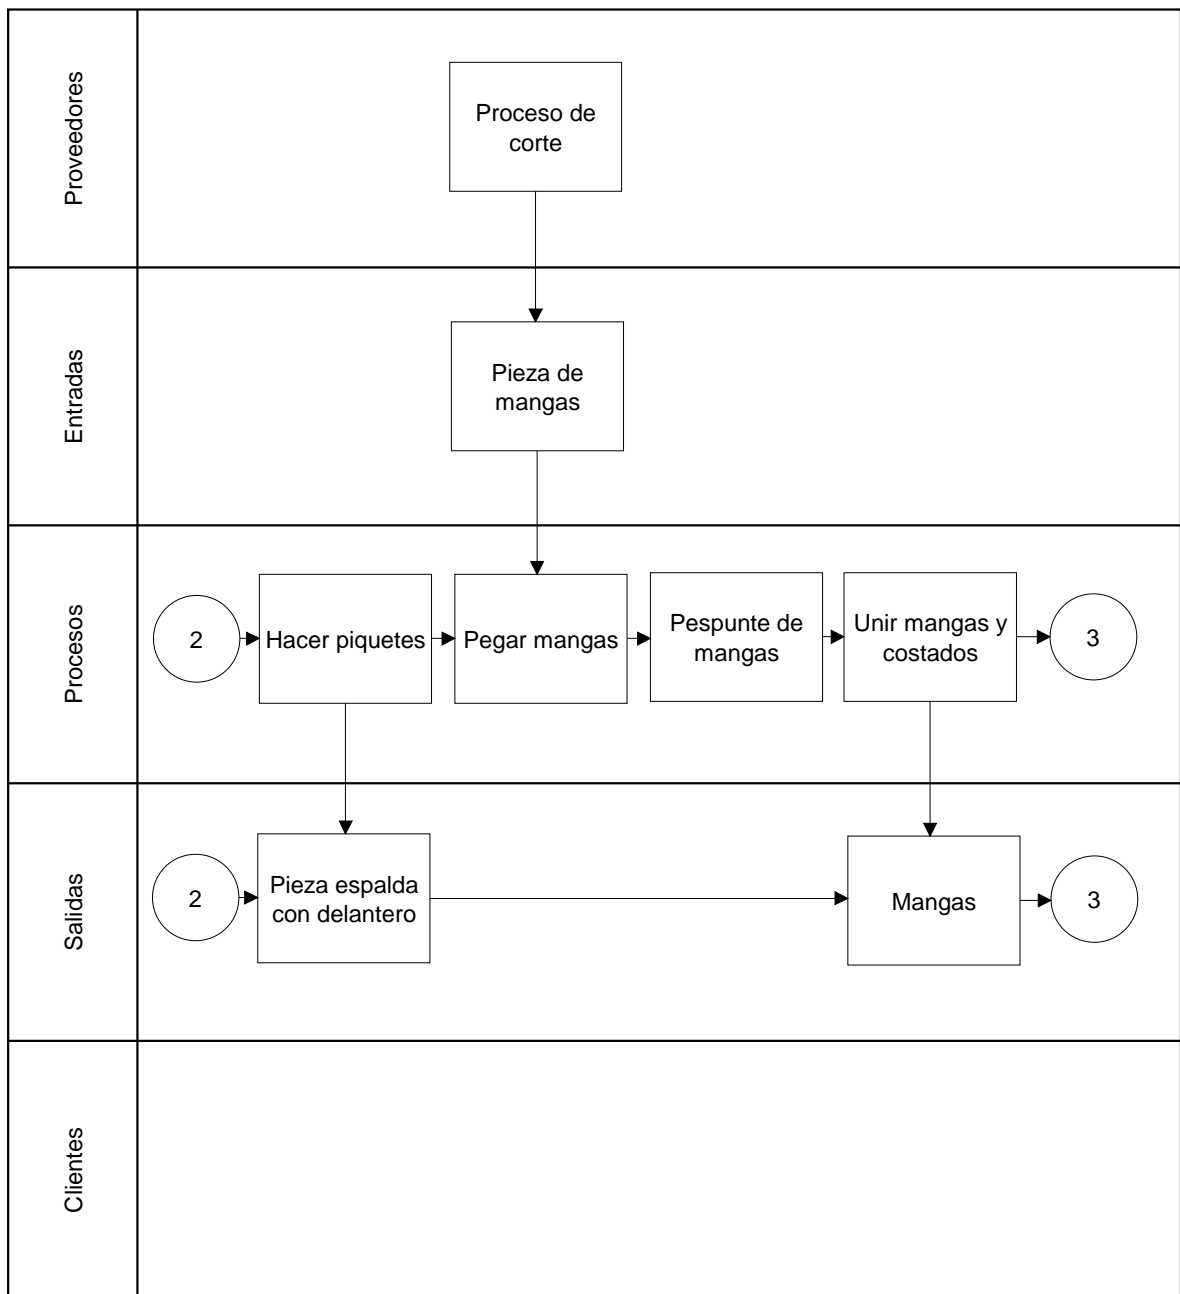 Proveedores
Proceso de
corte
Entradas
Pieza de
mangas
Procesos
2
Hacer piquetes
Pegar mangas
Pespunte de
mangas
Unir mangas y
costados
3
Salidas
2
Pieza espalda
con delantero
Mangas
3
Clientes